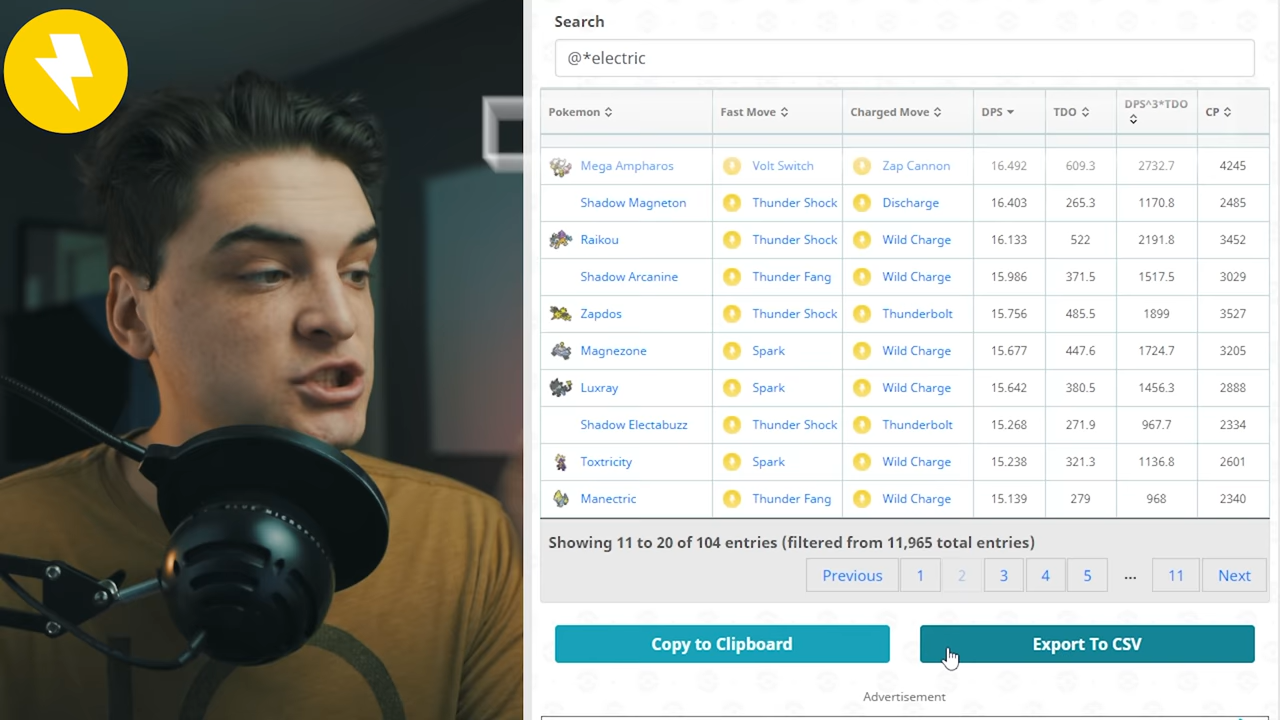 Search
@*electric
Pokemon Fast Move Charged Move DPS TDO DPS^3*TDO CP
Mega Ampharos Volt Switch Zap Cannon 16.492 609.3 2732.7 4245
Shadow Magneton Thunder Shock Discharge 16.403 265.3 1170.8 2485
Raikou Thunder Shock Wild Charge 16.133 522 2191.8 3452
Shadow Arcanine Thunder Fang Wild Charge 15.986 371.5 1517.5 3029
Zapdos Thunder Shock Thunderbolt 15.756 485.5 1899 3527
Magnezone Spark Wild Charge 15.677 447.6 1724.7 3205
Luxray Spark Wild Charge 15.642 380.5 1456.3 2888
Shadow Electabuzz Thunder Shock Thunderbolt 15.268 271.9 967.7 2334
Toxtricity Spark Wild Charge 15.238 321.3 1136.8 2601
Manectric Thunder Fang Wild Charge 15.139 279 968 2340
Showing 11 to 20 of 104 entries (filtered from 11,965 total entries)
Previous 1 2 3 4 5 ... 11 Next
Copy to Clipboard Export To CSV
Advertisement